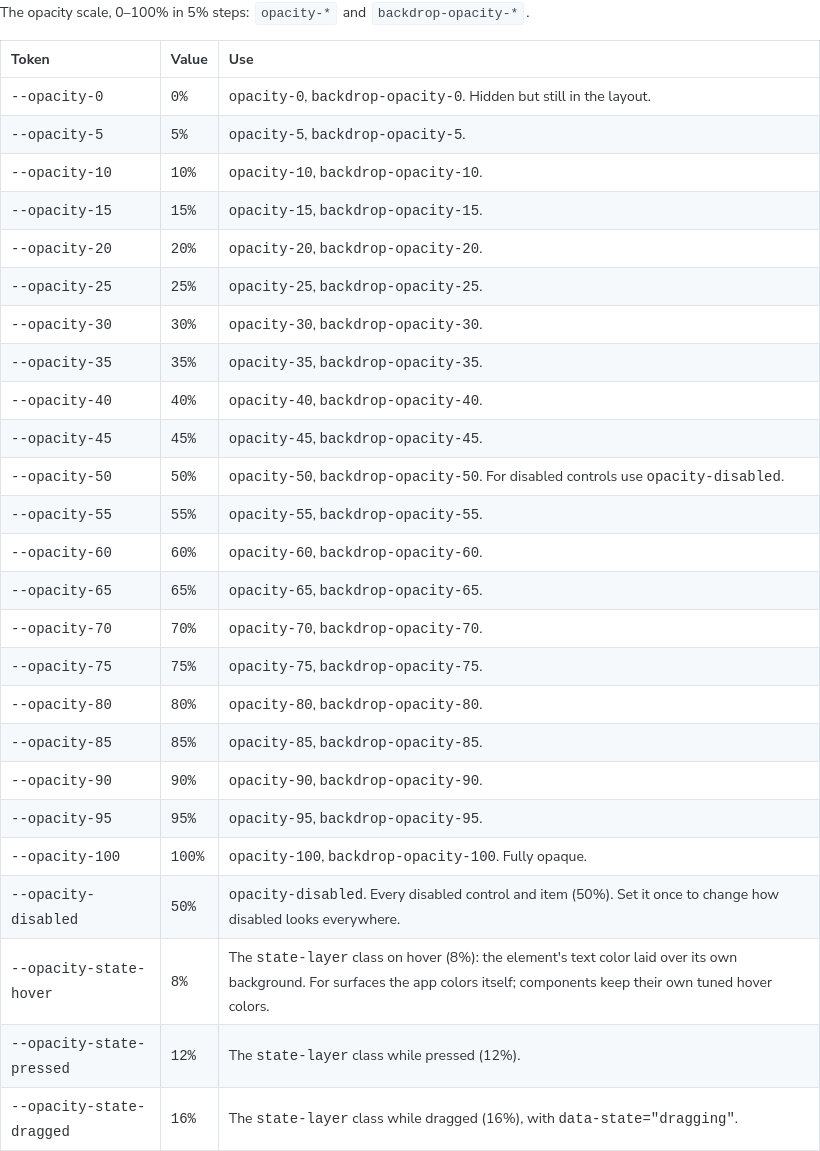 The opacity scale, 0–100% in 5% steps: opacity-* and backdrop-opacity-*.
Token Value Use
--opacity-0 0% opacity-0, backdrop-opacity-0. Hidden but still in the layout.
--opacity-5 5% opacity-5, backdrop-opacity-5.
--opacity-10 10% opacity-10, backdrop-opacity-10.
--opacity-15 15% opacity-15, backdrop-opacity-15.
--opacity-20 20% opacity-20, backdrop-opacity-20.
--opacity-25 25% opacity-25, backdrop-opacity-25.
--opacity-30 30% opacity-30, backdrop-opacity-30.
--opacity-35 35% opacity-35, backdrop-opacity-35.
--opacity-40 40% opacity-40, backdrop-opacity-40.
--opacity-45 45% opacity-45, backdrop-opacity-45.
--opacity-50 50% opacity-50, backdrop-opacity-50. For disabled controls use opacity-disabled.
--opacity-55 55% opacity-55, backdrop-opacity-55.
--opacity-60 60% opacity-60, backdrop-opacity-60.
--opacity-65 65% opacity-65, backdrop-opacity-65.
--opacity-70 70% opacity-70, backdrop-opacity-70.
--opacity-75 75% opacity-75, backdrop-opacity-75.
--opacity-80 80% opacity-80, backdrop-opacity-80.
--opacity-85 85% opacity-85, backdrop-opacity-85.
--opacity-90 90% opacity-90, backdrop-opacity-90.
--opacity-95 95% opacity-95, backdrop-opacity-95.
--opacity-100 100% opacity-100, backdrop-opacity-100. Fully opaque.
--opacity-
disabled
50%
opacity-disabled. Every disabled control and item (50%). Set it once to change how
disabled looks everywhere.
--opacity-state-
hover
8%
The state-layer class on hover (8%): the element's text color laid over its own
background. For surfaces the app colors itself; components keep their own tuned hover
colors.
--opacity-state-
pressed
12%
The state-layer class while pressed (12%).
--opacity-state-
dragged
16%
The state-layer class while dragged (16%), with data-state="dragging".